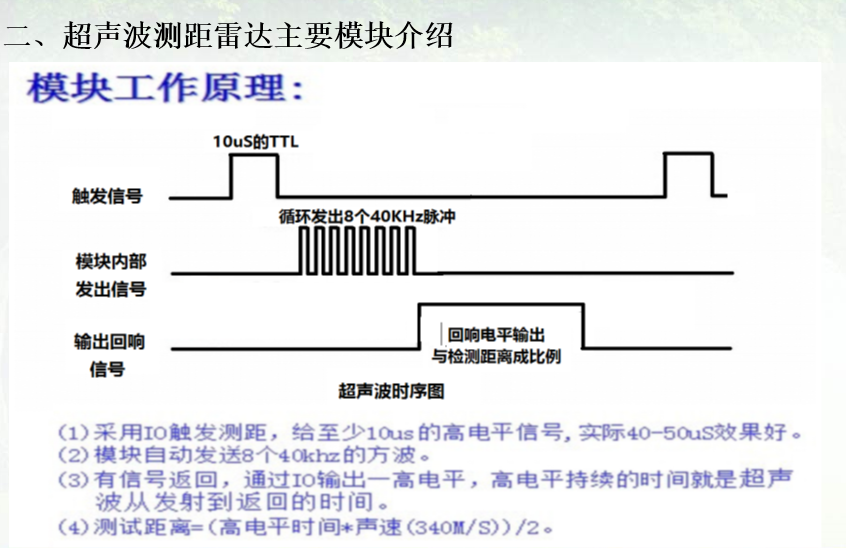 二、超声波测距雷达主要模块介绍
模块工作原理:
10uS的TTL
触发信号
循环发出8个40KHz脉冲
模块内部
发出信号
输出回响
信号
回响电平输出
与检测距离成比例
超声波时序图
(1)采用IO触发测距，给至少10us的高电平信号,实际40-50uS效果好。
(2)模块自动发送8个40khz的方波。
(3)有信号返回，通过IO输出一高电平，高电平持续的时间就是超声
波从发射到返回的时间。
(4)测试距离=(高电平时间*声速(340M/S))/2。